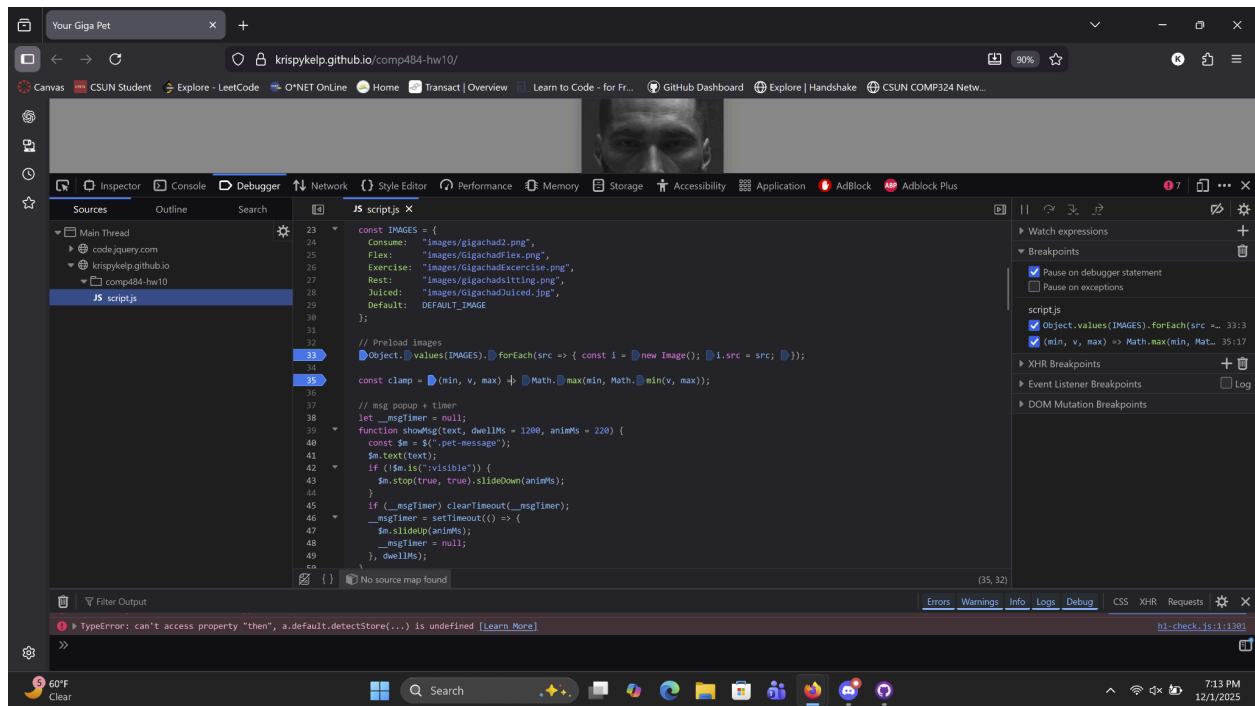 Your Giga Pet
krispykelp.github.io/comp484-hw10/
90%
K
Canvas CSUN Student Explore - LeetCode O*NET OnLine Home Transact | Overview Learn to Code - for Fr... GitHub Dashboard Explore | Handshake CSUN COMP324 Netw...
Inspector Console Debugger Network Style Editor Performance Memory Storage Accessibility Application AdBlock Adblock Plus 7
Sources Outline Search JS script.js
Main Thread
code.jquery.com
krispykelp.github.io
comp484-hw10
JS script.js
23 const IMAGES = {
24 Consume: "images/gigachad2.png",
25 Flex: "images/GigachadFlex.png",
26 Exercise: "images/GigachadExcercise.png",
27 Rest: "images/gigachadsitting.png",
28 Juiced: "images/GigachadJuiced.jpg",
29 Default: DEFAULT_IMAGE
30 };
31
32 // Preload images
33 Object.values(IMAGES).forEach(src => { const i = new Image(); i.src = src; });
34
35 const clamp = (min, v, max) => Math.max(min, Math.min(v, max));
36
37 // msg popup + timer
38 let __msgTimer = null;
39 function showMsg(text, dwellMs = 1200, animMs = 220) {
40 const $m = $(".pet-message");
41 $m.text(text);
42 if (!$m.is(":visible")) {
43 $m.stop(true, true).slideDown(animMs);
44 }
45 if (__msgTimer) clearTimeout(__msgTimer);
46 __msgTimer = setTimeout(() => {
47 $m.slideUp(animMs);
48 __msgTimer = null;
49 }, dwellMs);
50 }
{ } No source map found (35, 32)
Watch expressions
Breakpoints
Pause on debugger statement
Pause on exceptions
script.js
Object.values(IMAGES).forEach(src =… 33:3
(min, v, max) => Math.max(min, Mat… 35:17
XHR Breakpoints
Event Listener Breakpoints Log
DOM Mutation Breakpoints
Filter Output Errors Warnings Info Logs Debug CSS XHR Requests
TypeError: can't access property "then", a.default.detectStore(...) is undefined [Learn More] h1-check.js:1:1301
5
60°F
Clear
Search
7:13 PM
12/1/2025